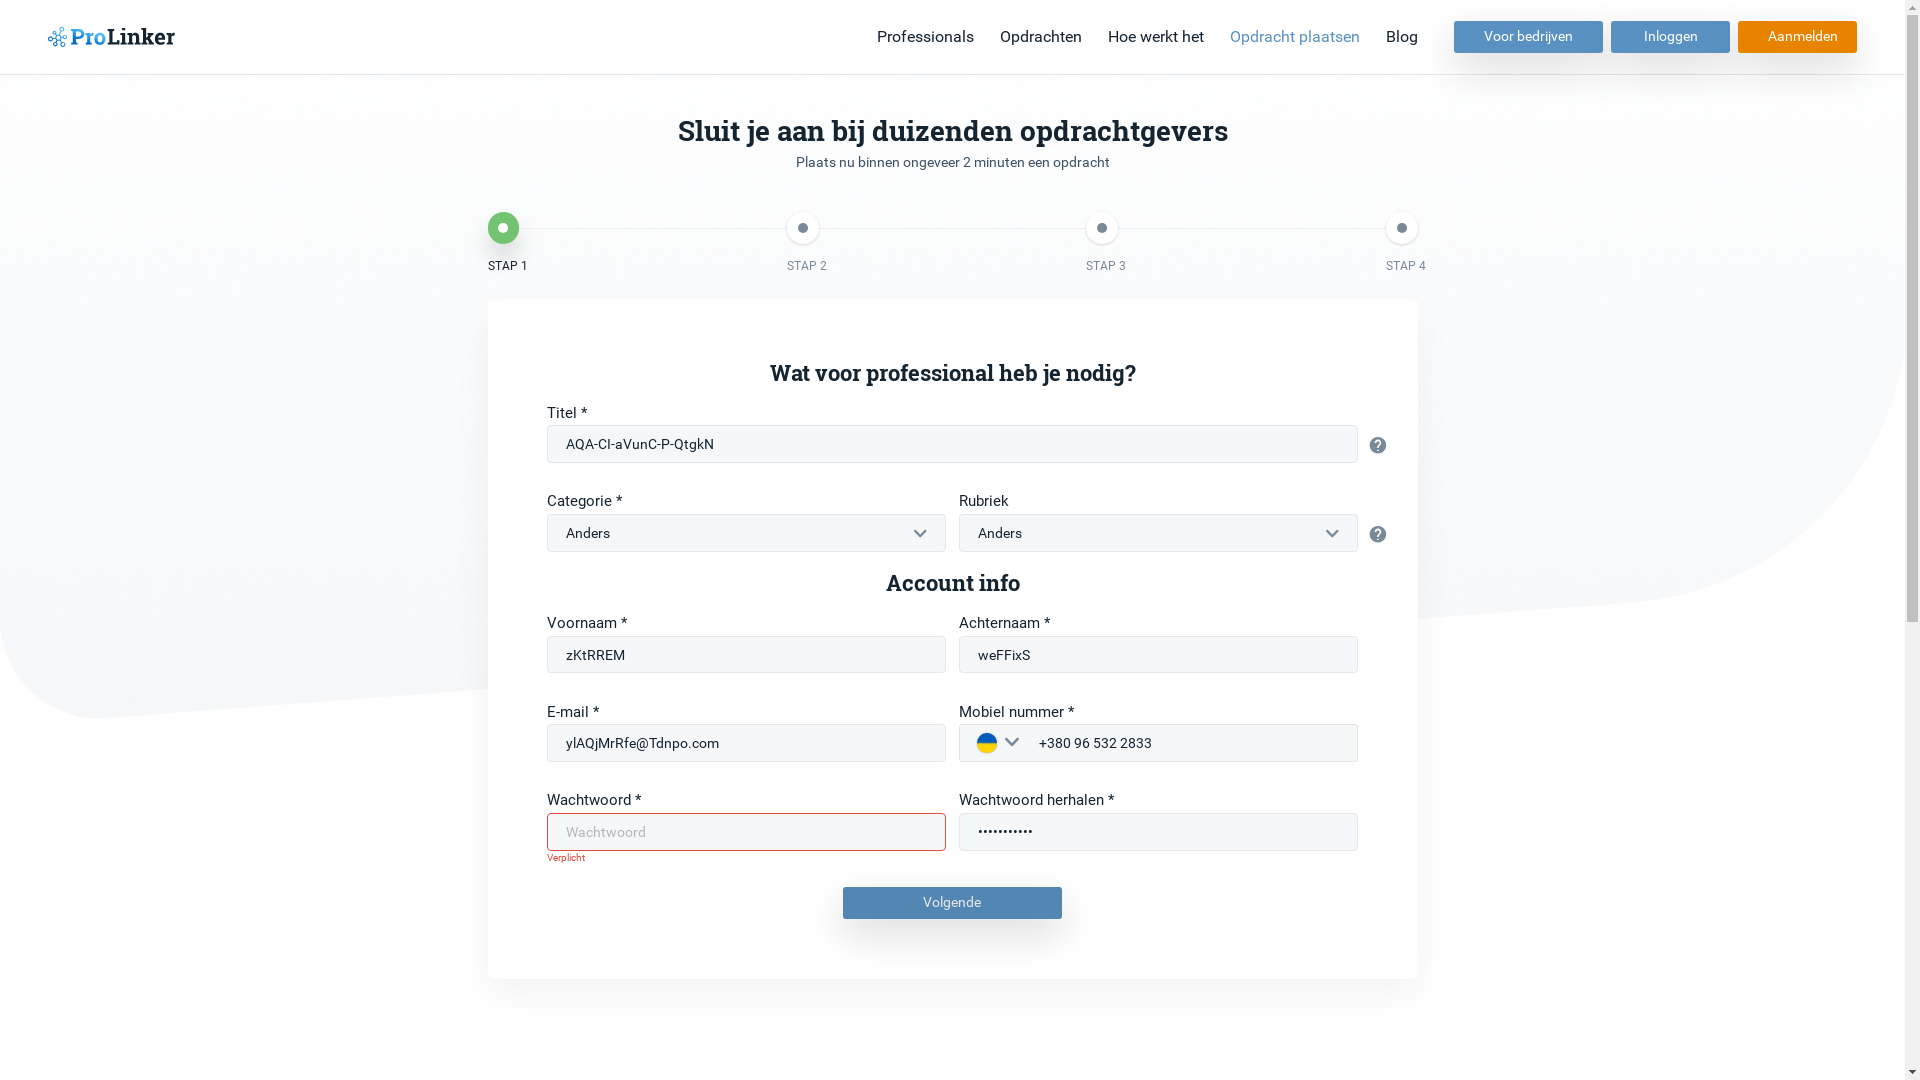 ProLinker
Professionals Opdrachten Hoe werkt het Opdracht plaatsen Blog Voor bedrijven Inloggen Aanmelden
Sluit je aan bij duizenden opdrachtgevers
Plaats nu binnen ongeveer 2 minuten een opdracht
STAP 1 STAP 2 STAP 3 STAP 4
Wat voor professional heb je nodig?
Titel *
AQA-CI-aVunC-P-QtgkN
Categorie * Rubriek
Anders Anders
Account info
Voornaam * Achternaam *
zKtRREM weFFixS
E-mail * Mobiel nummer *
ylAQjMrRfe@Tdnpo.com +380 96 532 2833
Wachtwoord * Wachtwoord herhalen *
Wachtwoord •••••••••••
Verplicht
Volgende